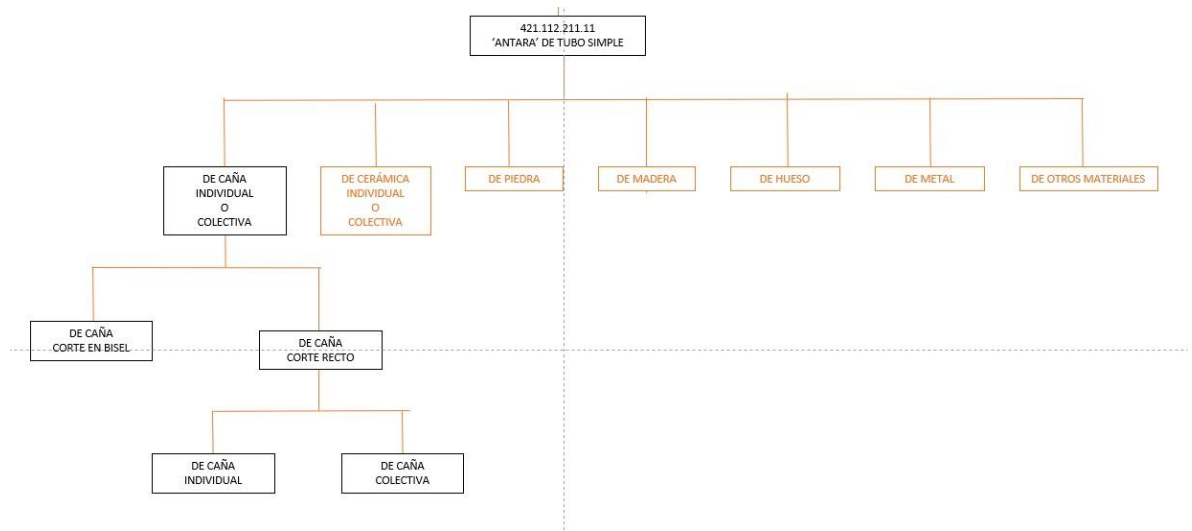 421.112.211.11
‘ANTARA’ DE TUBO SIMPLE
DE CAÑA
INDIVIDUAL
O
COLECTIVA
DE CERÁMICA
INDIVIDUAL
O
COLECTIVA
DE PIEDRA
DE MADERA
DE HUESO
DE METAL
DE OTROS MATERIALES
DE CAÑA
CORTE EN BISEL
DE CAÑA
CORTE RECTO
DE CAÑA
INDIVIDUAL
DE CAÑA
COLECTIVA